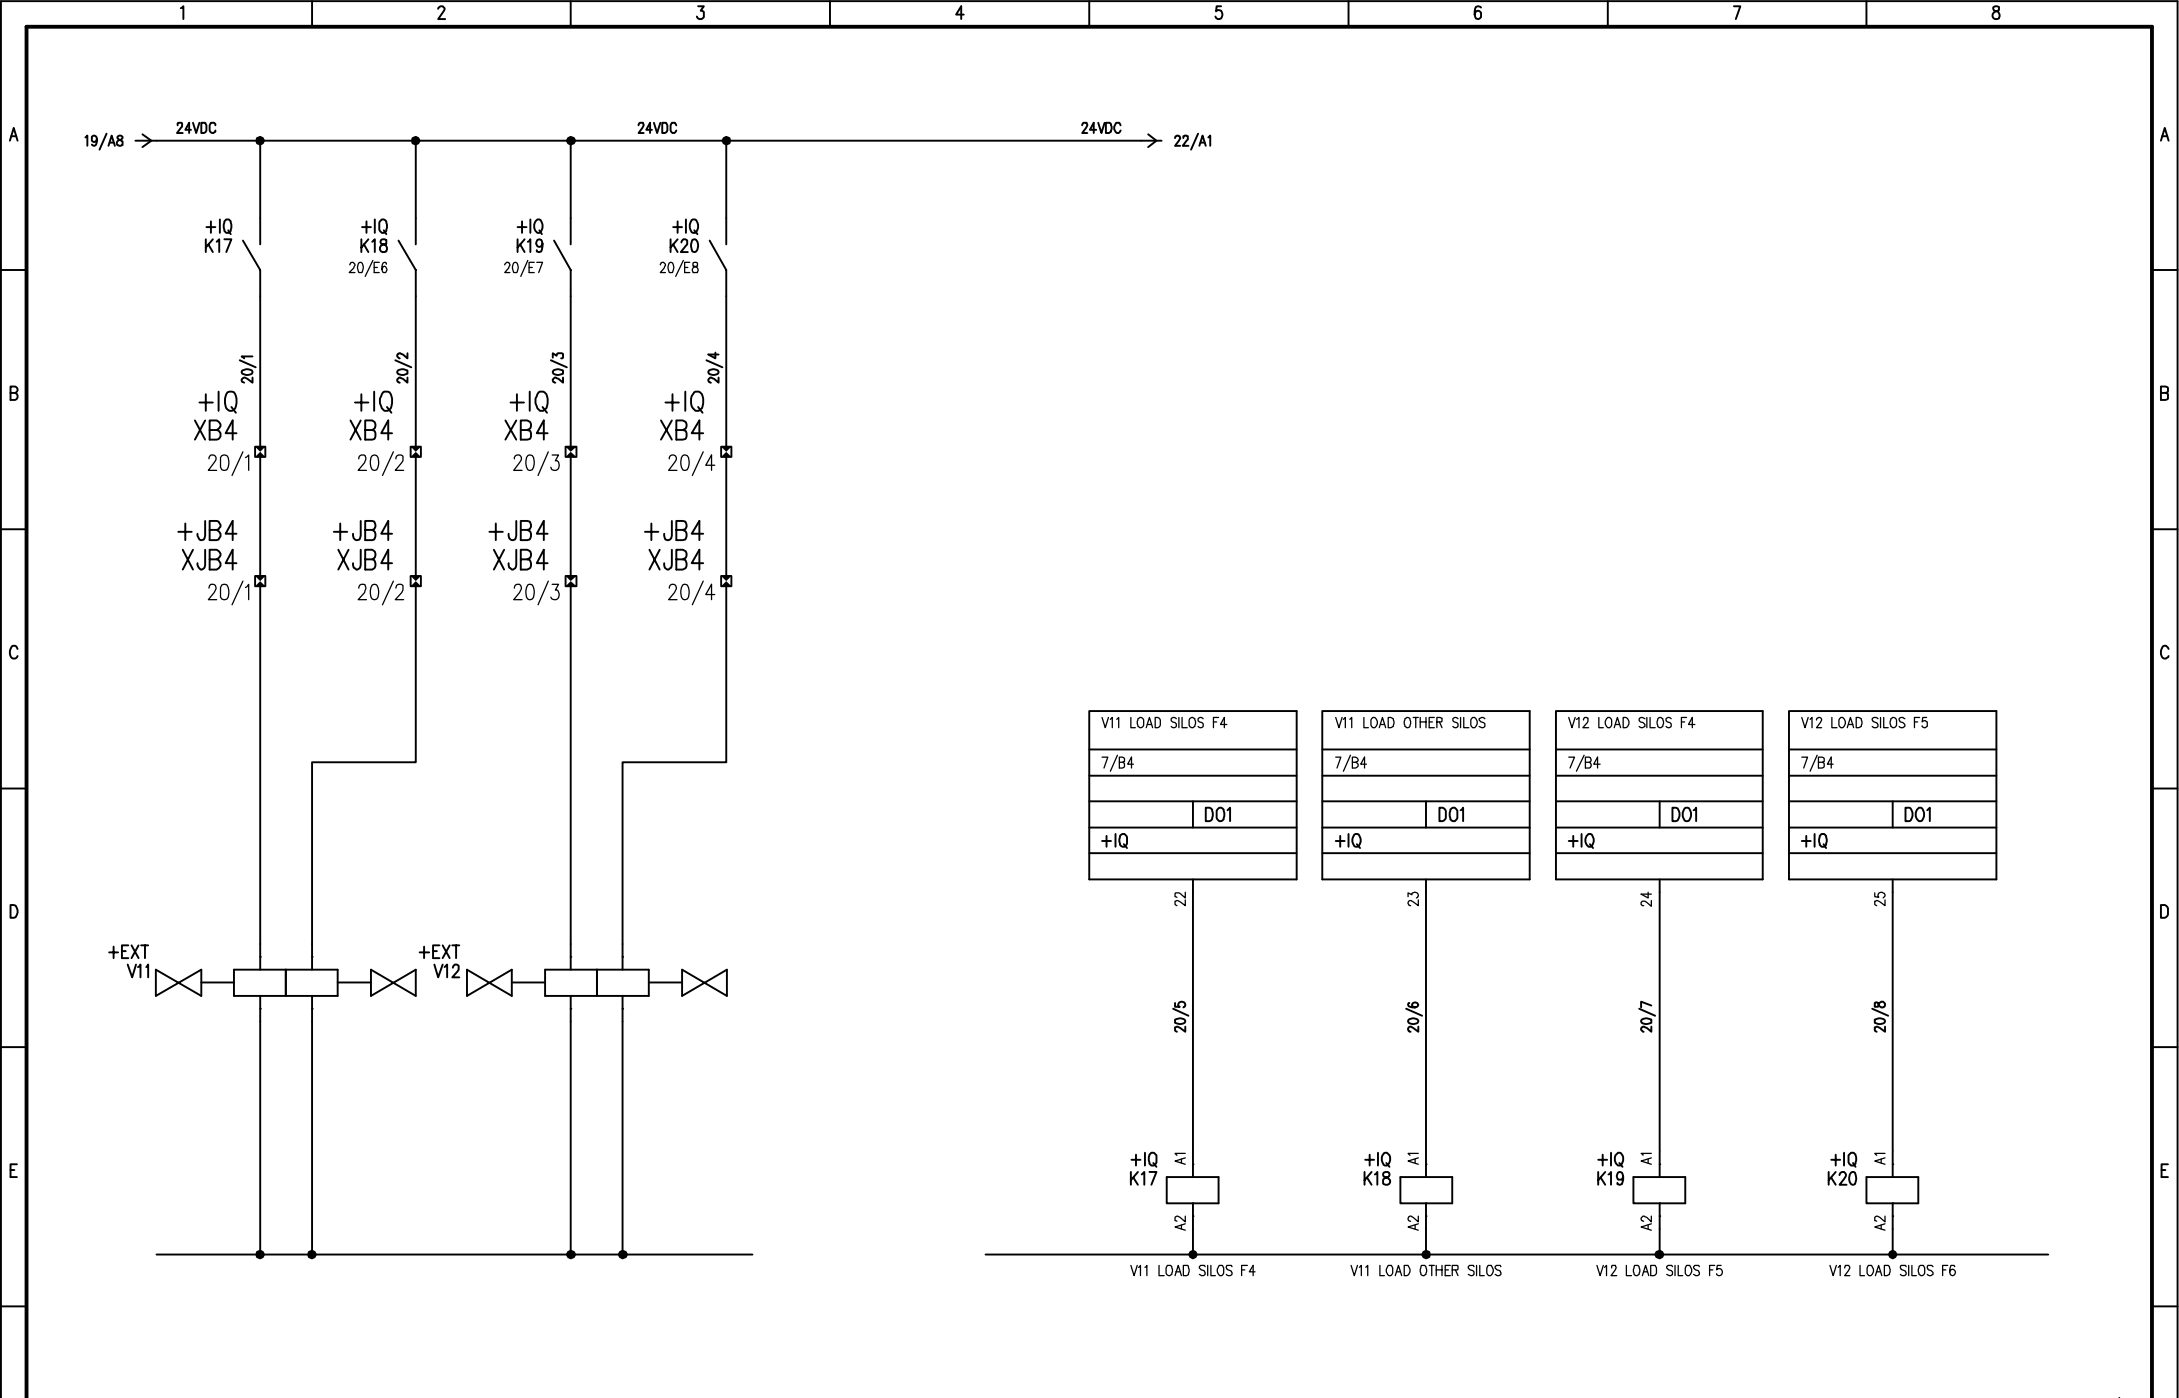 1 2 3 4 5 6 7 8
A A
24VDC 24VDC 24VDC
19/A8 22/A1
+IQ +IQ +IQ +IQ
K17 K18 K19 K20
20/E6 20/E7 20/E8
20/1 20/2 20/3 20/4
B B
+IQ +IQ +IQ +IQ
XB4 XB4 XB4 XB4
20/1 20/2 20/3 20/4
+JB4 +JB4 +JB4 +JB4
XJB4 XJB4 XJB4 XJB4
20/1 20/2 20/3 20/4
C C
V11 LOAD SILOS F4 V11 LOAD OTHER SILOS V12 LOAD SILOS F4 V12 LOAD SILOS F5
7/B4 7/B4 7/B4 7/B4
DO1 DO1 DO1 DO1
+IQ +IQ +IQ +IQ
22 23 24 25
D D
+EXT +EXT
V11 V12
20/5 20/6 20/7 20/8
A1 A1 A1 A1
+IQ +IQ +IQ +IQ
E E
K17 K18 K19 K20
A2 A2 A2 A2
V11 LOAD SILOS F4 V11 LOAD OTHER SILOS V12 LOAD SILOS F5 V12 LOAD SILOS F6